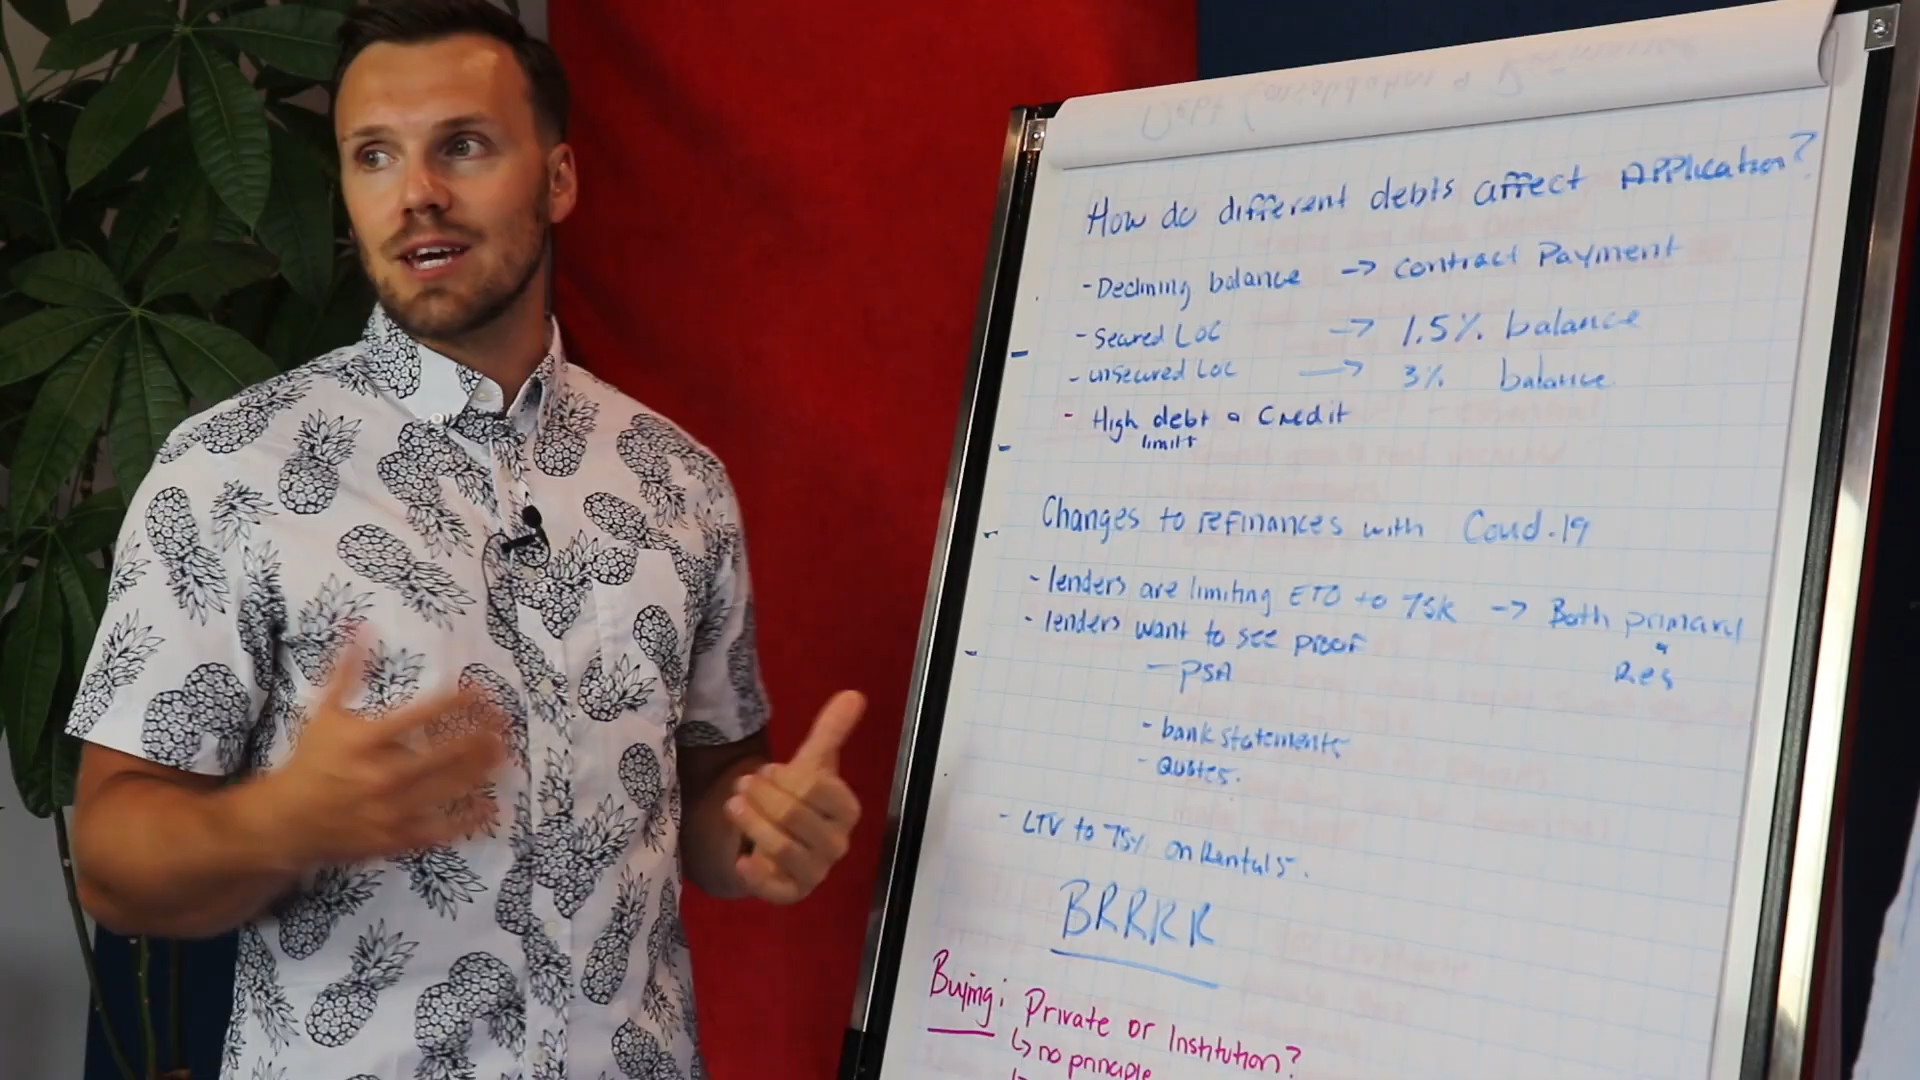 How do different debts affect Application?
- Declining balance -> contract Payment
- Secured LOC -> 1.5% balance
- unsecured LOC -> 3% balance
- High debt & Credit
limit
Changes to refinances with Covid-19
- lenders are limiting ETO to 75k -> Both primary
& Res
- lenders want to see proof
- PSA
- bank statements
- Quotes.
- LTV to 75% on Rentals.
BRRRR
Buying: Private or Institution?
↳ no principle